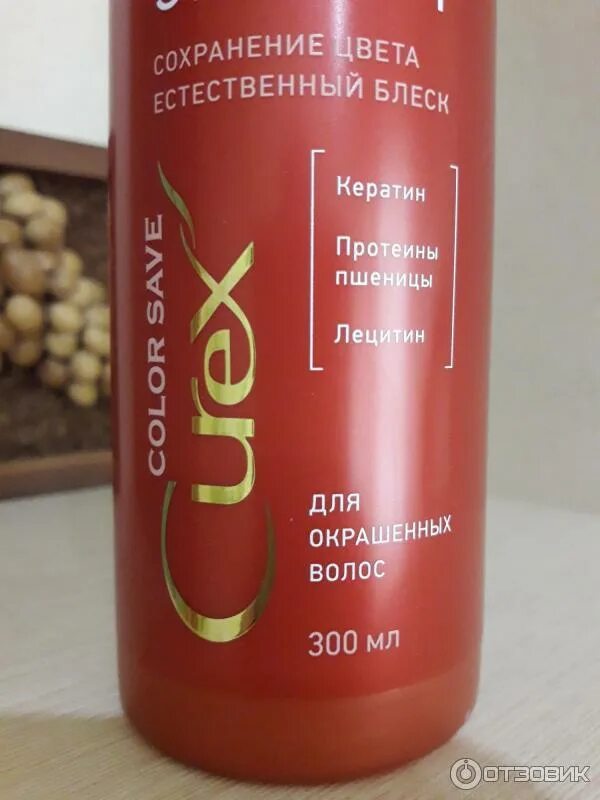 СОХРАНЕНИЕ ЦВЕТА
ЕСТЕСТВЕННЫЙ БЛЕСК
Кератин
Протеины
пшеницы
Лецитин
COLOR SAVE
Curex
ДЛЯ
ОКРАШЕННЫХ
ВОЛОС
300 мл
ОТЗОВИК